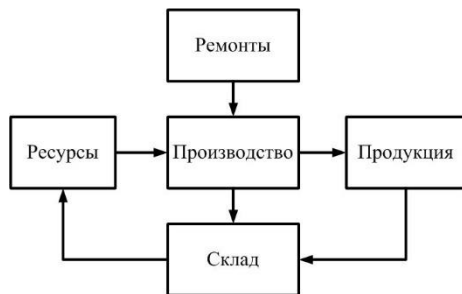 Ремонты
Ресурсы
Производство
Продукция
Склад